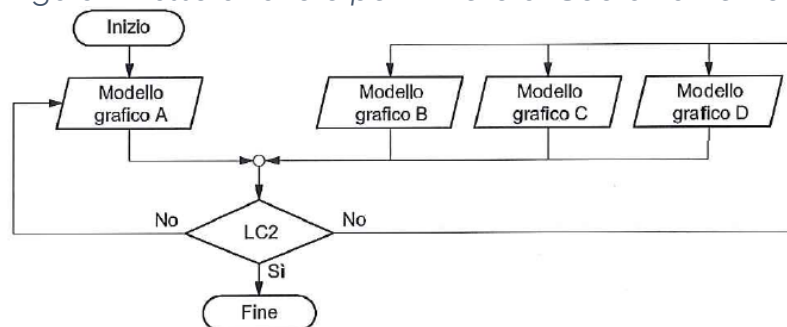 Inizio
Modello
grafico A
Modello
grafico B
Modello
grafico C
Modello
grafico D
No
LC2
No
Sì
Fine